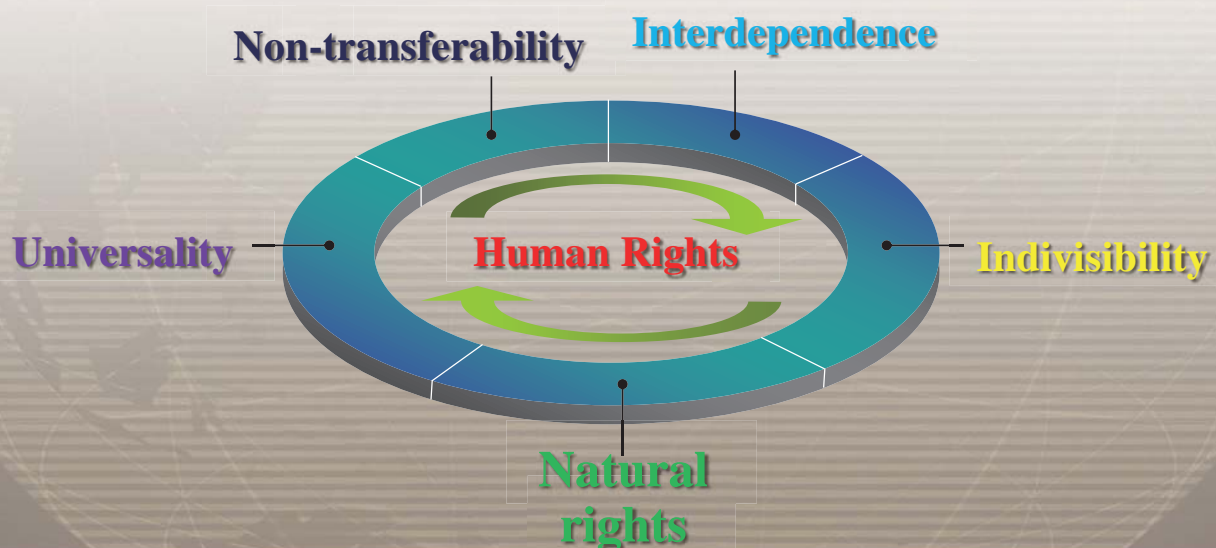 Non-transferability
Interdependence
Universality
Human Rights
Indivisibility
Natural
rights